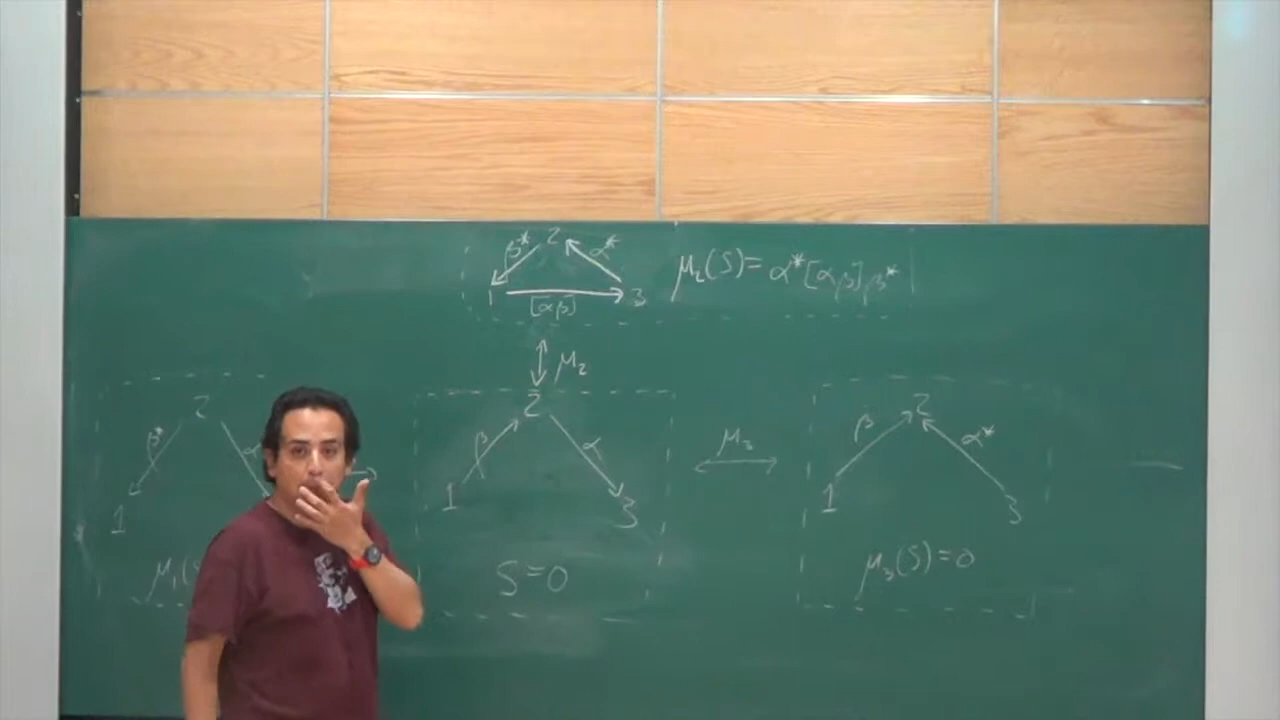 β* 2 α*
1 [αβ] 3
μ₂(S)= α*[αβ]β*
μ₂
2
β* α
1
μ₁(S
2
β α
1 3
S=0
μ₃
2
β α*
1 3
μ₃(S)=0